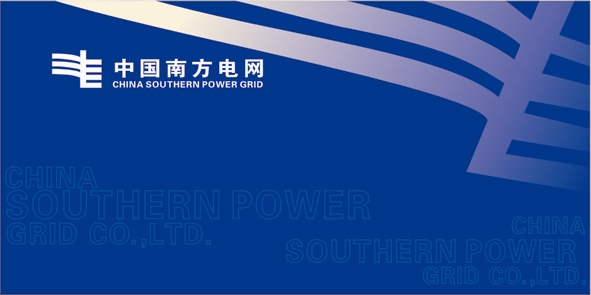 中国南方电网
CHINA SOUTHERN POWER GRID
CHINA
SOUTHERN POWER
GRID CO.,LTD.
CHINA
SOUTHERN POWER
GRID CO.,LTD.